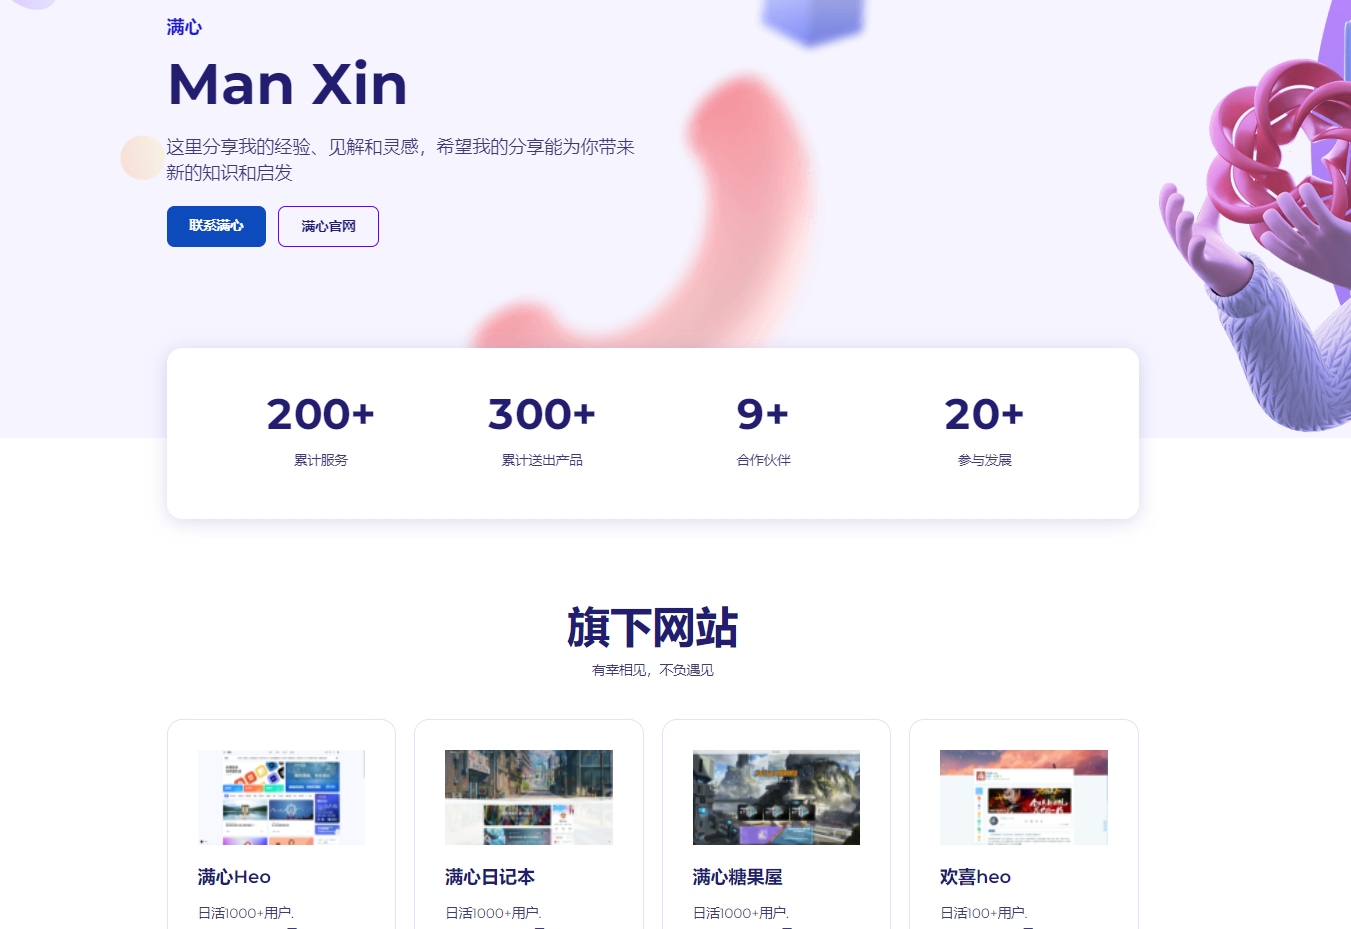 满心
Man Xin
这里分享我的经验、见解和灵感，希望我的分享能为你带来
新的知识和启发
联系满心
满心官网
200+
300+
9+
20+
累计服务
累计送出产品
合作伙伴
参与发展
旗下网站
有幸相见，不负遇见
满心Heo
满心日记本
满心糖果屋
欢喜heo
日活1000+用户.
日活1000+用户.
日活1000+用户.
日活100+用户.